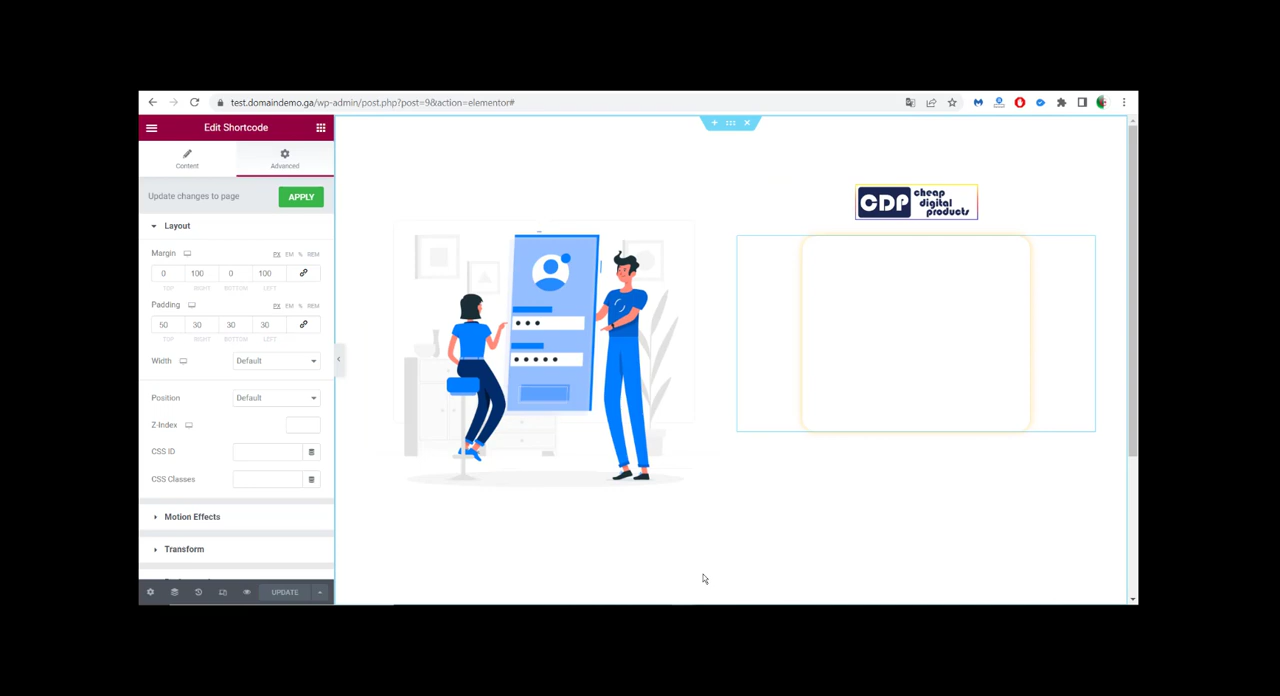 test.domaindemo.ga/wp-admin/post.php?post=9&action=elementor#
Edit Shortcode
Content
Advanced
Update changes to page
APPLY
Layout
Margin
PX EM % REM
0 100 0 100
TOP RIGHT BOTTOM LEFT
Padding
PX EM % REM
50 30 30 30
TOP RIGHT BOTTOM LEFT
Width
Default
Position
Default
Z-Index
CSS ID
CSS Classes
Motion Effects
Transform
UPDATE
CDP
cheap
digital
products